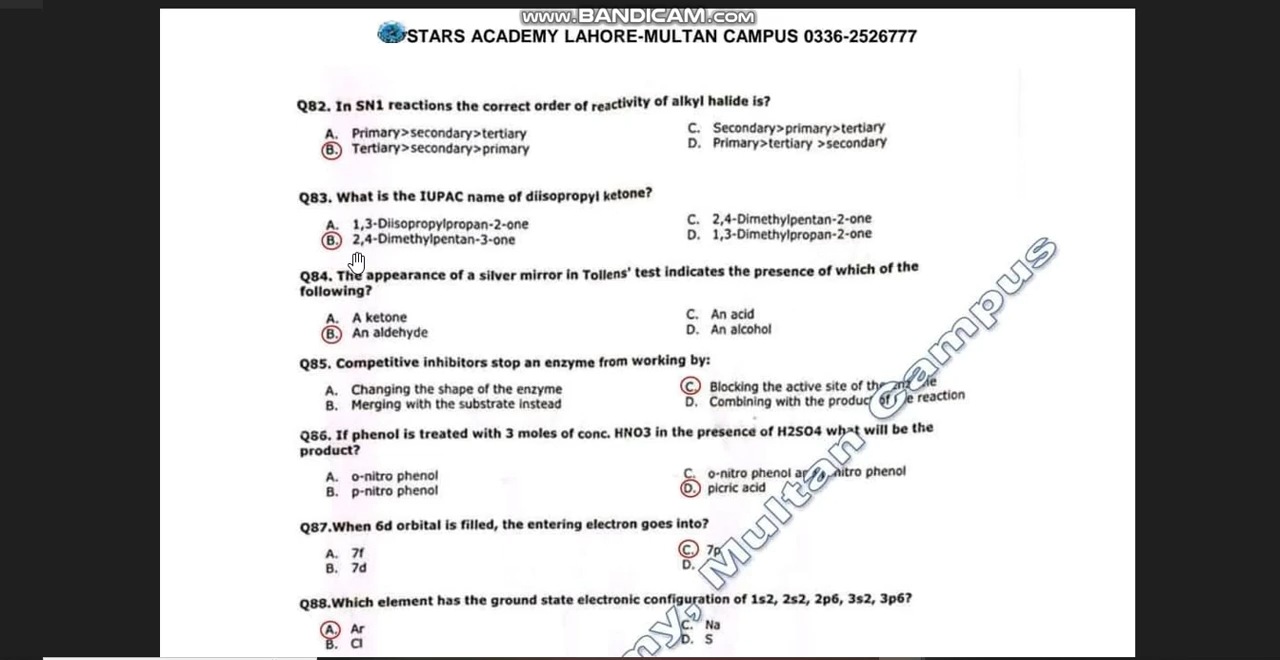 www.BANDICAM.com
STARS ACADEMY LAHORE-MULTAN CAMPUS 0336-2526777
Q82. In SN1 reactions the correct order of reactivity of alkyl halide is?
A. Primary>secondary>tertiary
B. Tertiary>secondary>primary
C. Secondary>primary>tertiary
D. Primary>tertiary >secondary
Q83. What is the IUPAC name of diisopropyl ketone?
A. 1,3-Diisopropylpropan-2-one
B. 2,4-Dimethylpentan-3-one
C. 2,4-Dimethylpentan-2-one
D. 1,3-Dimethylpropan-2-one
Q84. The appearance of a silver mirror in Tollens' test indicates the presence of which of the
following?
A. A ketone
B. An aldehyde
C. An acid
D. An alcohol
Q85. Competitive inhibitors stop an enzyme from working by:
A. Changing the shape of the enzyme
B. Merging with the substrate instead
C. Blocking the active site of the
D. Combining with the product of reaction
Q86. If phenol is treated with 3 moles of conc. HNO3 in the presence of H2SO4 what will be the
product?
A. o-nitro phenol
B. p-nitro phenol
C. o-nitro phenol nitro phenol
D. picric acid
Q87.When 6d orbital is filled, the entering electron goes into?
A. 7f
B. 7d
C. 7p
D.
Q88.Which element has the ground state electronic configuration of 1s2, 2s2, 2p6, 3s2, 3p6?
A. Ar
B. Cl
C. Na
D. S
my, Multan Campus